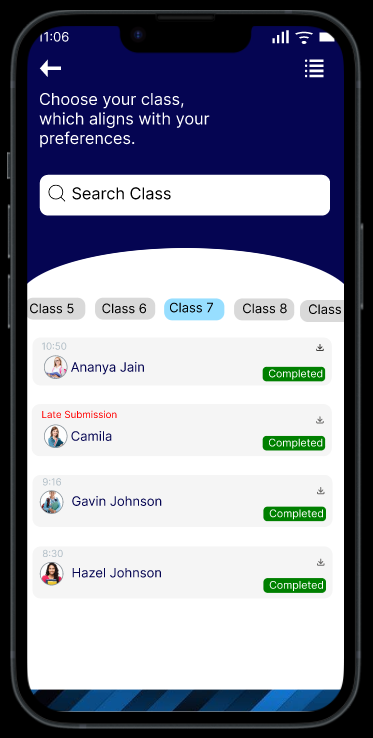 11:06
Choose your class,
which aligns with your
preferences.
Search Class
Class 5 Class 6 Class 7 Class 8 Class
10:50
Ananya Jain
Completed
Late Submission
Camila
Completed
9:16
Gavin Johnson
Completed
8:30
Hazel Johnson
Completed